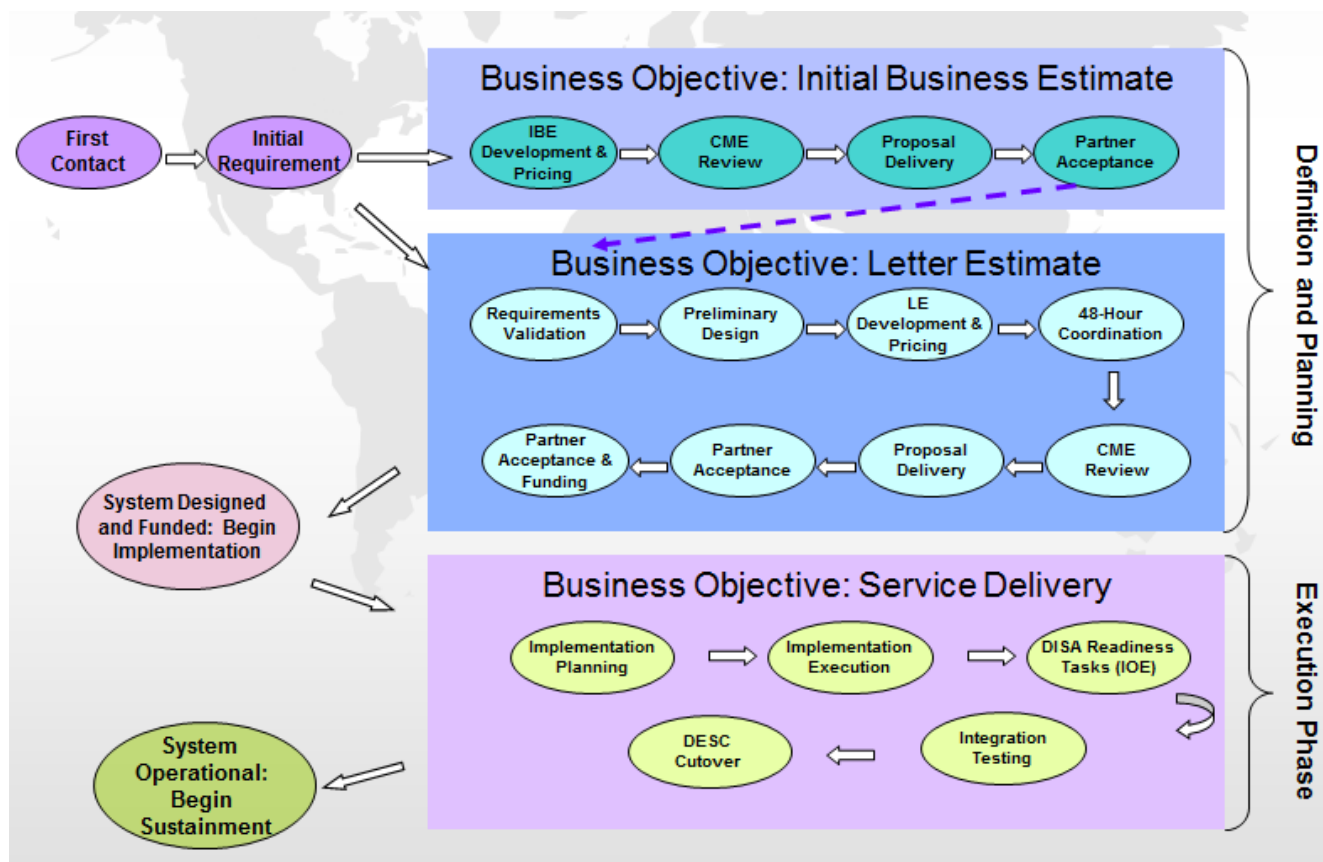 Business Objective: Initial Business Estimate
First
Contact
Initial
Requirement
IBE
Development &
Pricing
CME
Review
Proposal
Delivery
Partner
Acceptance
Business Objective: Letter Estimate
Requirements
Validation
Preliminary
Design
LE
Development &
Pricing
48-Hour
Coordination
CME
Review
Proposal
Delivery
Partner
Acceptance
Partner
Acceptance &
Funding
Definition and Planning
System Designed
and Funded: Begin
Implementation
Business Objective: Service Delivery
Implementation
Planning
Implementation
Execution
DISA Readiness
Tasks (IOE)
Integration
Testing
DESC
Cutover
Execution Phase
System
Operational:
Begin
Sustainment